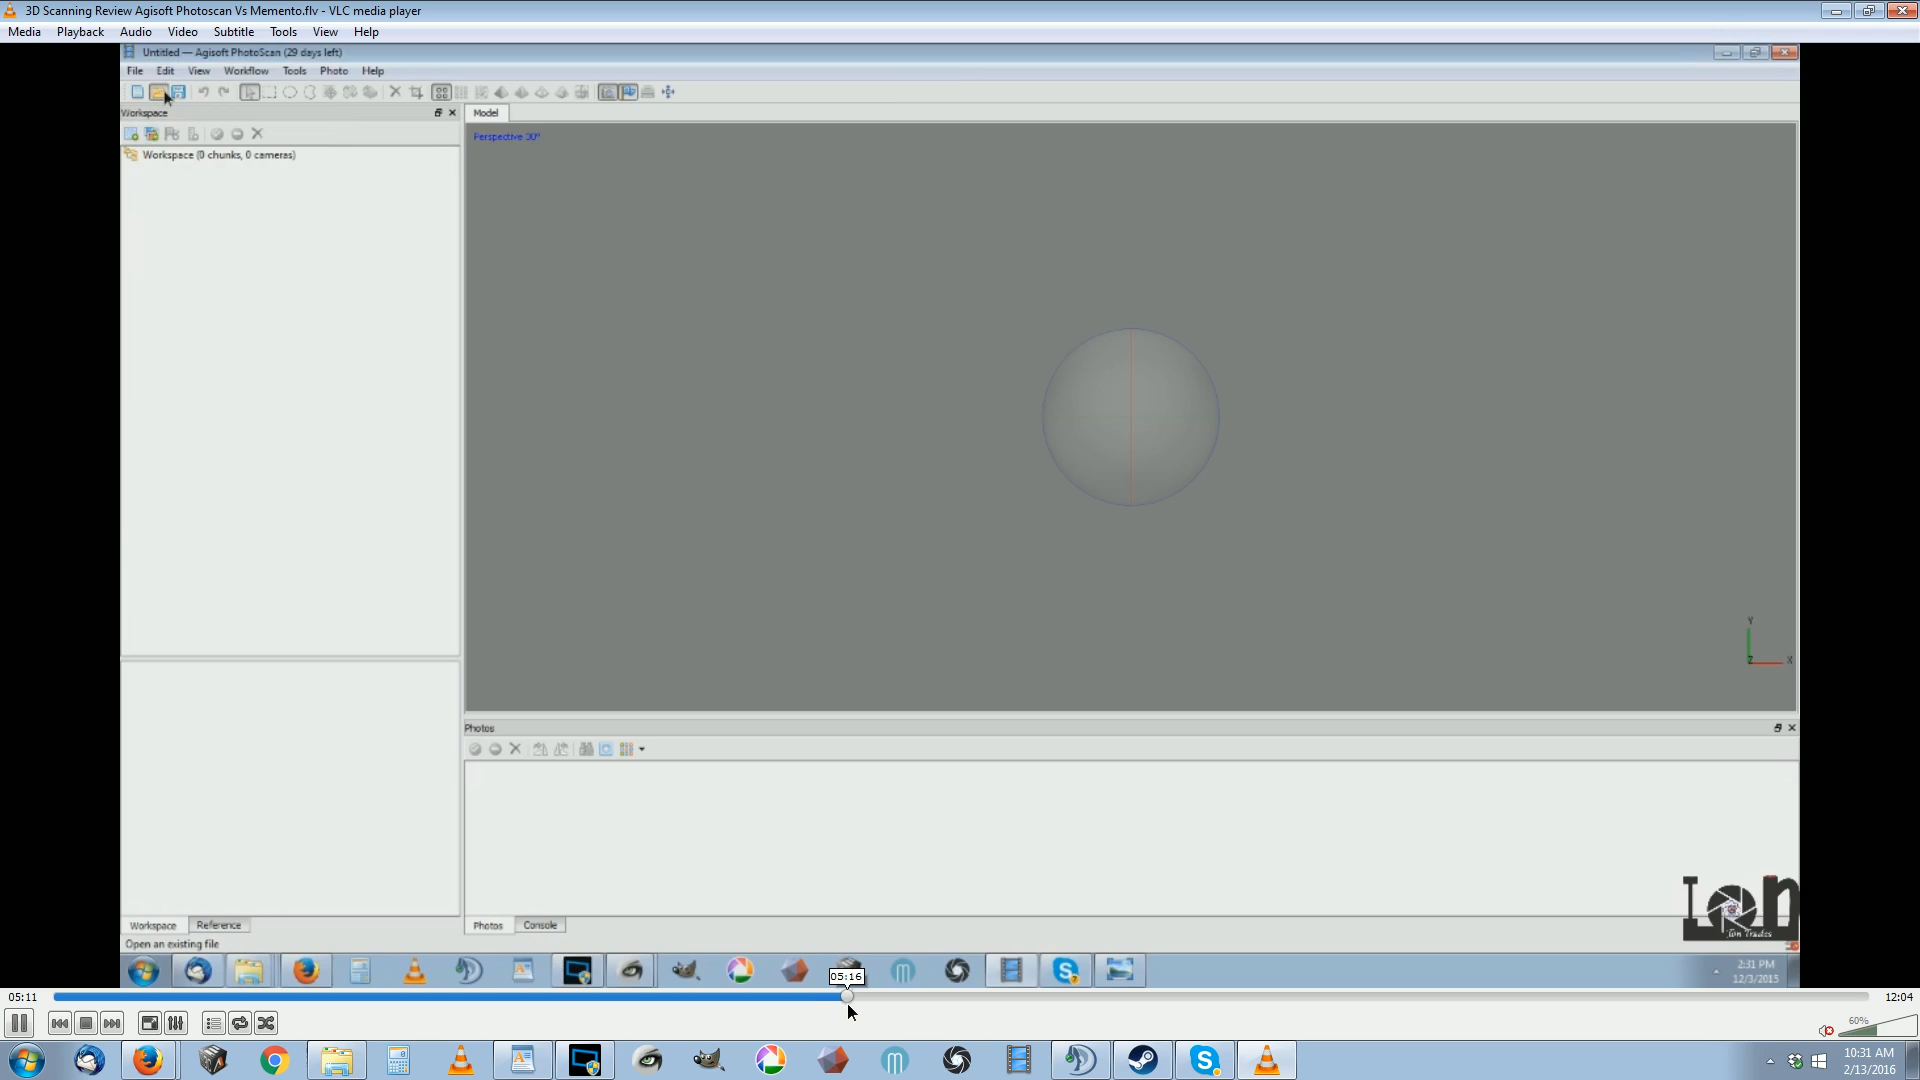 3D Scanning Review Agisoft Photoscan Vs Memento.flv - VLC media player
Media Playback Audio Video Subtitle Tools View Help
Untitled — Agisoft PhotoScan (29 days left)
File Edit View Workflow Tools Photo Help
Workspace
Model
Perspective 30°
Workspace (0 chunks, 0 cameras)
Y
Z X
Photos
Workspace Reference
Photos Console
Ion
Ion Trades
Open an existing file
2:31 PM
12/3/2015
05:16
05:11
12:04
60%
10:31 AM
2/13/2016